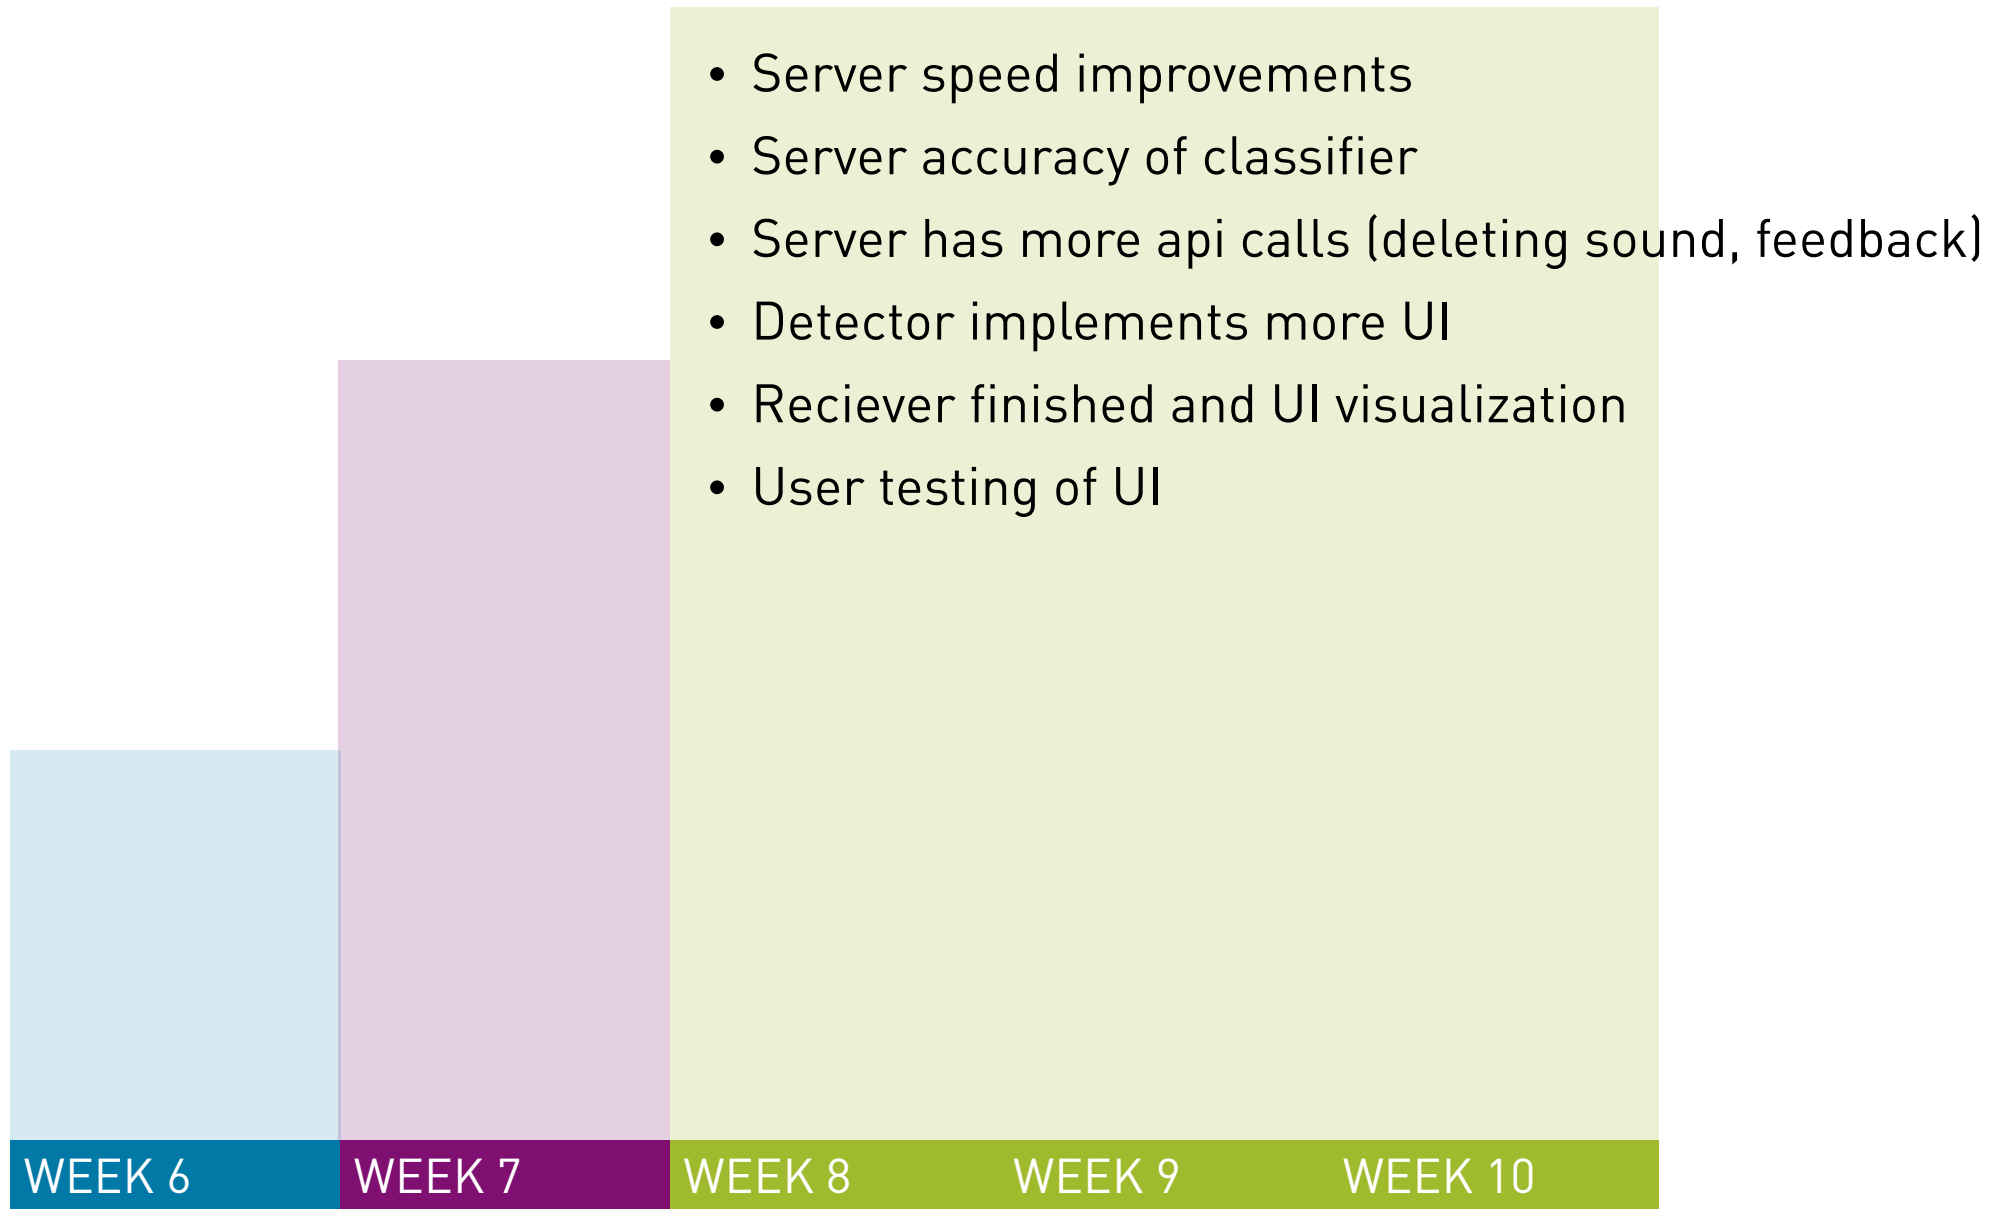 • Server speed improvements
• Server accuracy of classifier
• Server has more api calls (deleting sound, feedback)
• Detector implements more UI
• Reciever finished and UI visualization
• User testing of UI
WEEK 6 WEEK 7 WEEK 8 WEEK 9 WEEK 10